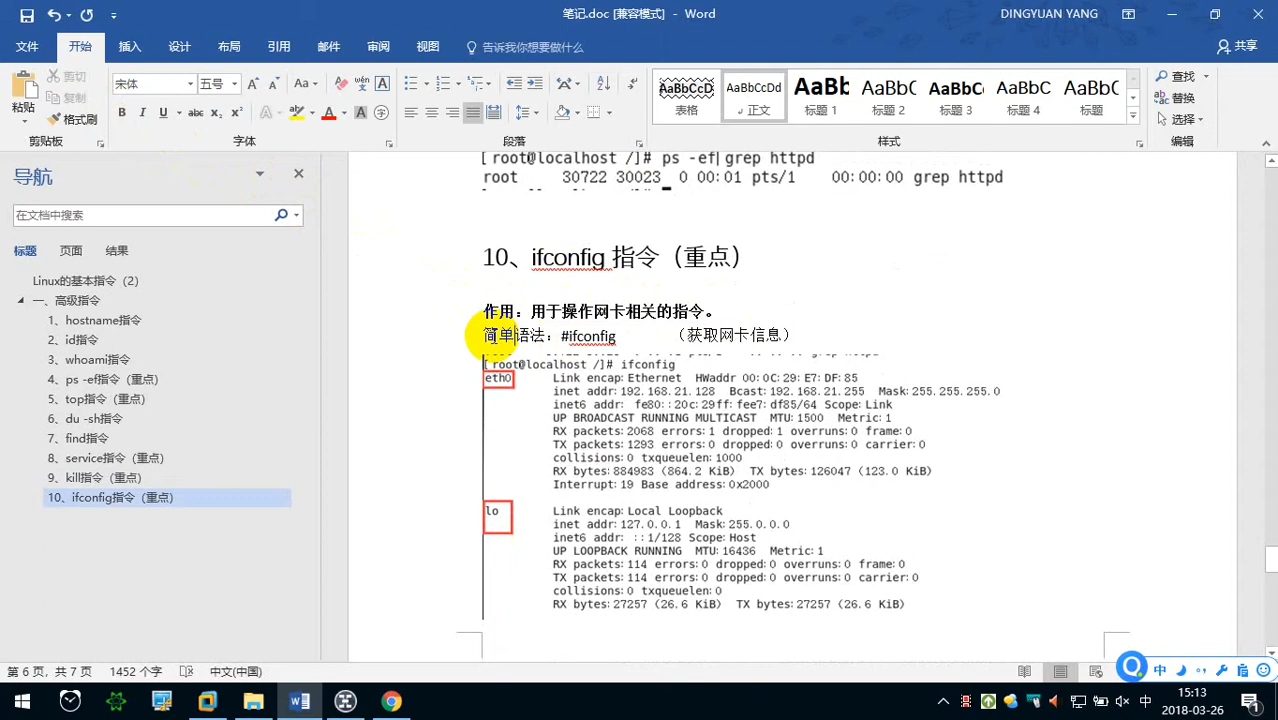 笔记.doc [兼容模式] - Word
DINGYUAN YANG
文件 开始 插入 设计 布局 引用 邮件 审阅 视图 告诉我你想要做什么 共享
粘贴
剪切
复制
格式刷
剪贴板
宋体 五号
字体
段落
AaBbCcD 表格
AaBbCcDd 正文
AaBb 标题 1
AaBbC 标题 2
AaBbC 标题 3
AaBbC 标题 4
AaBbC 标题 5
样式
查找
替换
选择
编辑
导航
在文档中搜索
标题 页面 结果
Linux的基本指令（2）
一、高级指令
1、hostname指令
2、id指令
3、whoami指令
4、ps -ef指令（重点）
5、top指令（重点）
6、du -sh指令
7、find指令
8、service指令（重点）
9、kill指令（重点）
10、ifconfig指令（重点）
[root@localhost /]# ps -ef|grep httpd
root 30722 30023 0 00:01 pts/1 00:00:00 grep httpd
10、ifconfig 指令（重点）
作用：用于操作网卡相关的指令。
简单语法：#ifconfig （获取网卡信息）
[root@localhost /]# ifconfig
eth0 Link encap:Ethernet HWaddr 00:0C:29:E7:DF:85
inet addr:192.168.21.128 Bcast:192.168.21.255 Mask:255.255.255.0
inet6 addr: fe80::20c:29ff:fee7:df85/64 Scope:Link
UP BROADCAST RUNNING MULTICAST MTU:1500 Metric:1
RX packets:2068 errors:1 dropped:1 overruns:0 frame:0
TX packets:1293 errors:0 dropped:0 overruns:0 carrier:0
collisions:0 txqueuelen:1000
RX bytes:884983 (864.2 KiB) TX bytes:126047 (123.0 KiB)
Interrupt:19 Base address:0x2000
lo Link encap:Local Loopback
inet addr:127.0.0.1 Mask:255.0.0.0
inet6 addr: ::1/128 Scope:Host
UP LOOPBACK RUNNING MTU:16436 Metric:1
RX packets:114 errors:0 dropped:0 overruns:0 frame:0
TX packets:114 errors:0 dropped:0 overruns:0 carrier:0
collisions:0 txqueuelen:0
RX bytes:27257 (26.6 KiB) TX bytes:27257 (26.6 KiB)
第 6 页，共 7 页 1452 个字 中文(中国)
中
中
15:13
2018-03-26